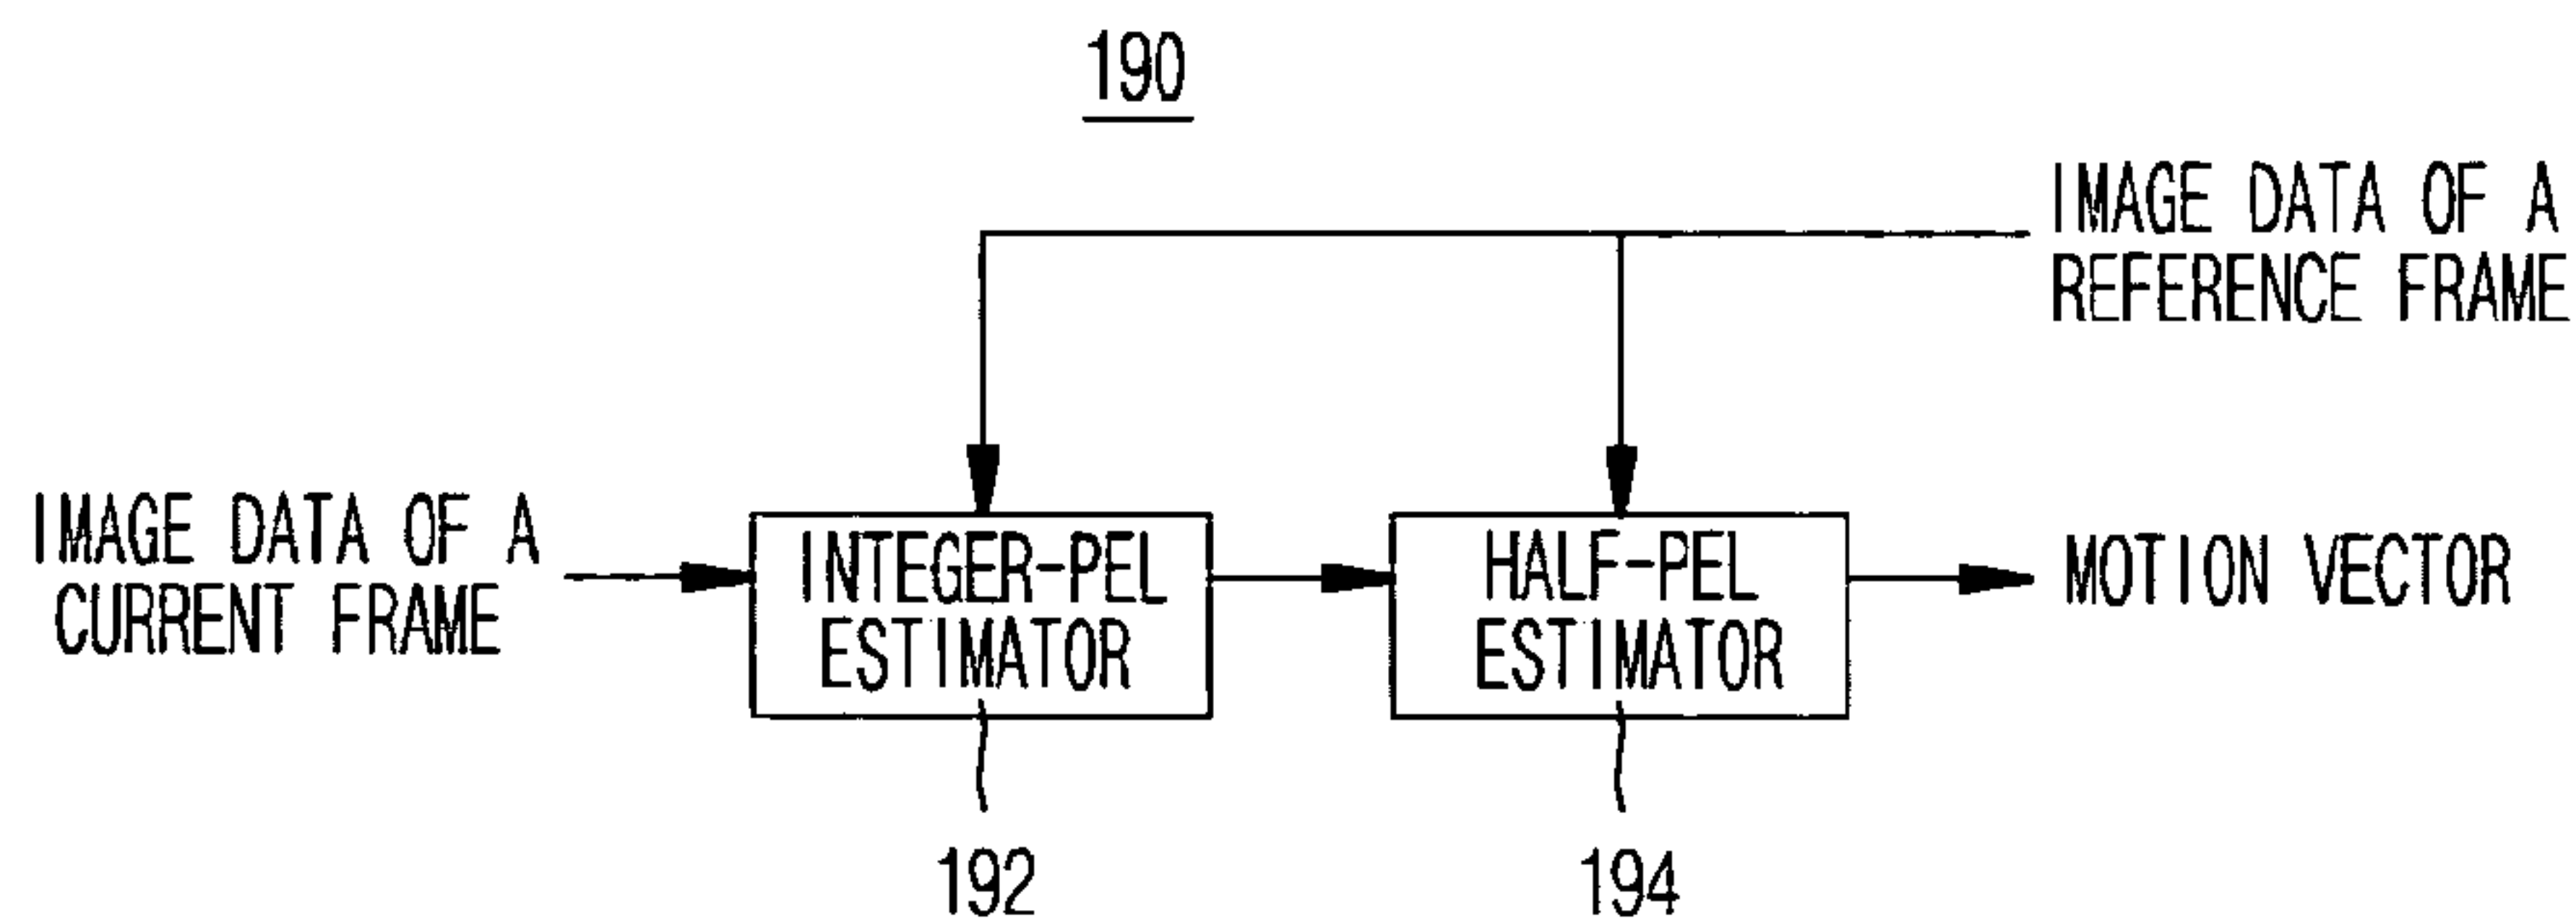 190
IMAGE DATA OF A
REFERENCE FRAME
IMAGE DATA OF A
CURRENT FRAME
INTEGER-PEL
ESTIMATOR
HALF-PEL
ESTIMATOR
MOTION VECTOR
192
194